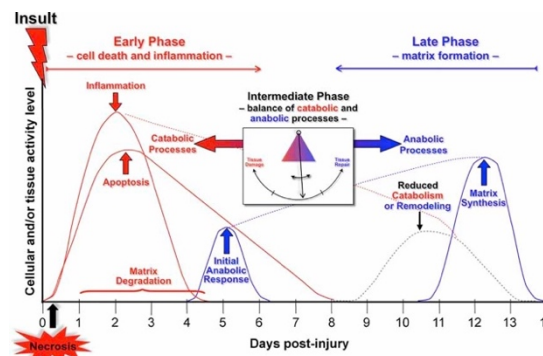 Insult
Early Phase
– cell death and inflammation –
Late Phase
– matrix formation –
Inflammation
Intermediate Phase
– balance of catabolic and
anabolic processes –
Catabolic
Processes
Anabolic
Processes
Tissue
Damage
Tissue
Repair
Apoptosis
Reduced
Catabolism
or Remodeling
Matrix
Synthesis
Initial
Anabolic
Response
Matrix
Degradation
Cellular and/or tissue activity level
0 1 2 3 4 5 6 7 8 9 10 11 12 13 1
Necrosis
Days post-injury